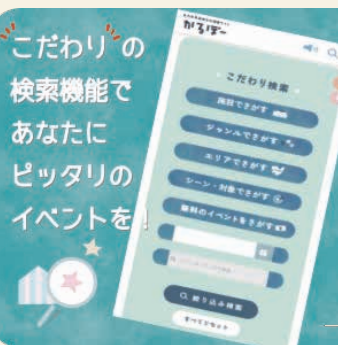 こだわりの
検索機能で
あなたに
ピッタリの
イベントを!
かるぽー
こだわり検索
施設でさがす
ジャンルでさがす
エリアでさがす
シーン・対象でさがす
無料のイベントをさがす
絞り込み検索
すべてリセット